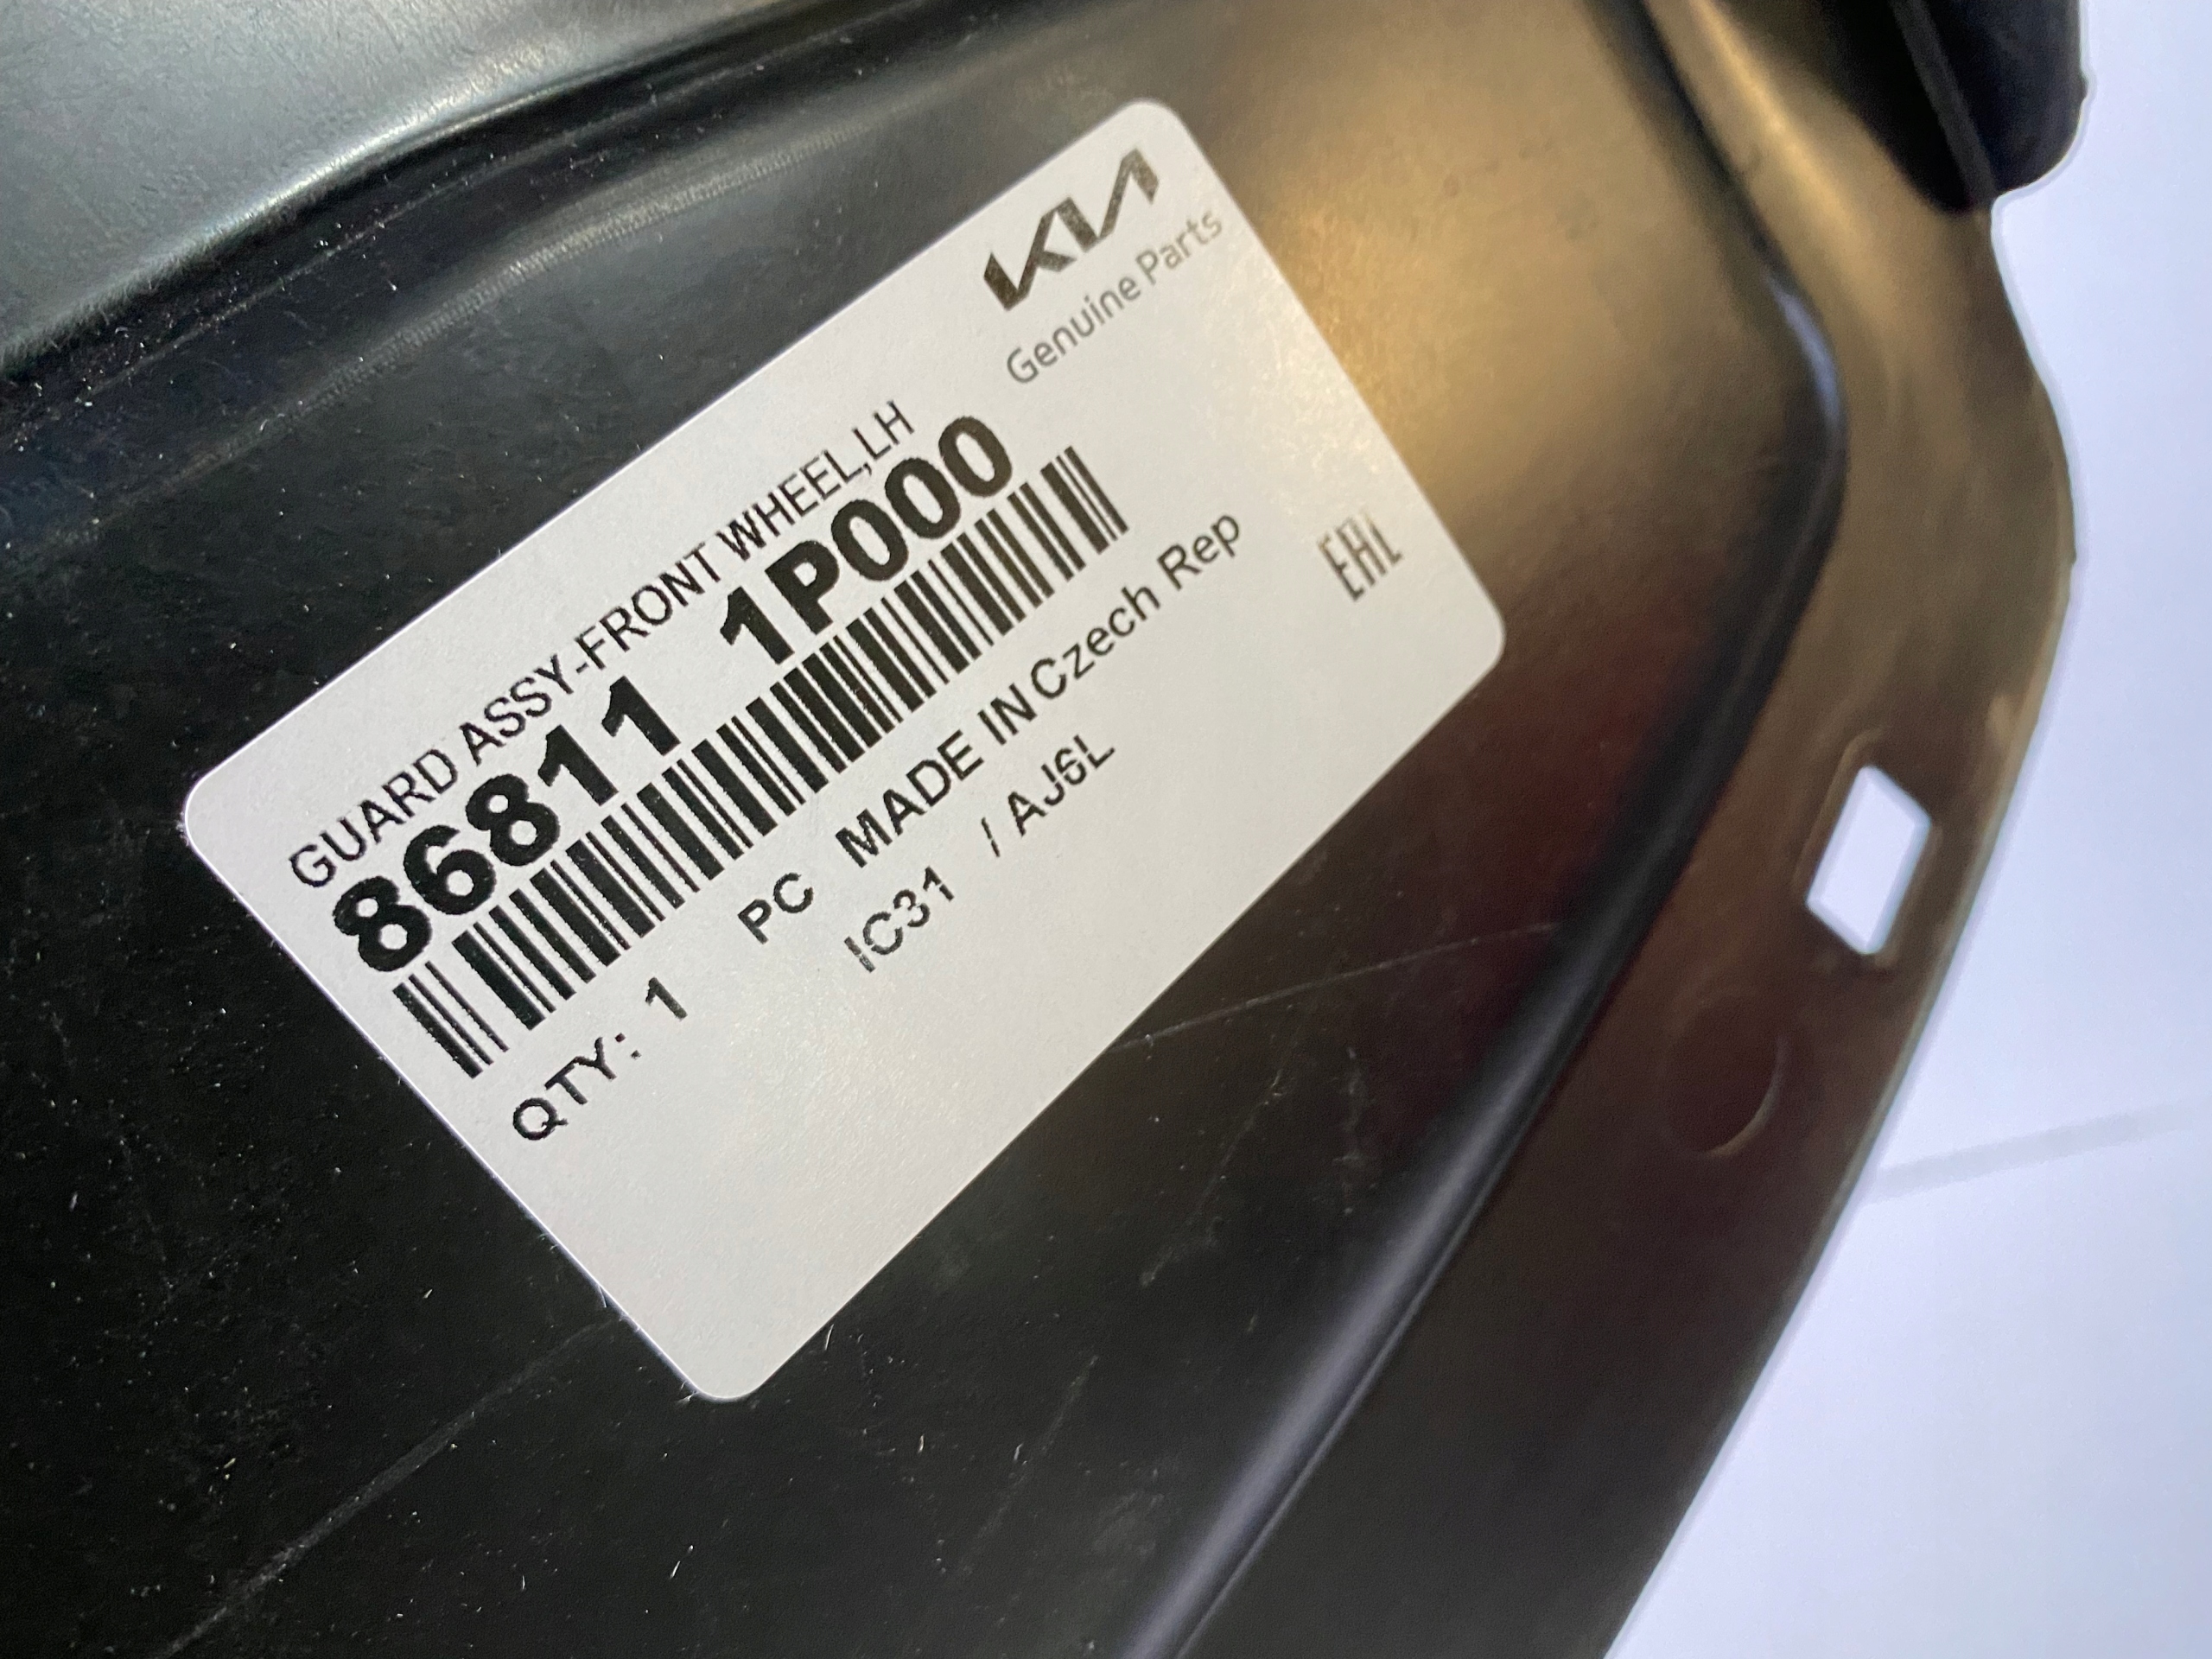 KIA
Genuine Parts
GUARD ASSY-FRONT WHEEL,LH
86811 1P000
QTY: 1 PC MADE IN Czech Rep
IC31 / AJ6L
EAC